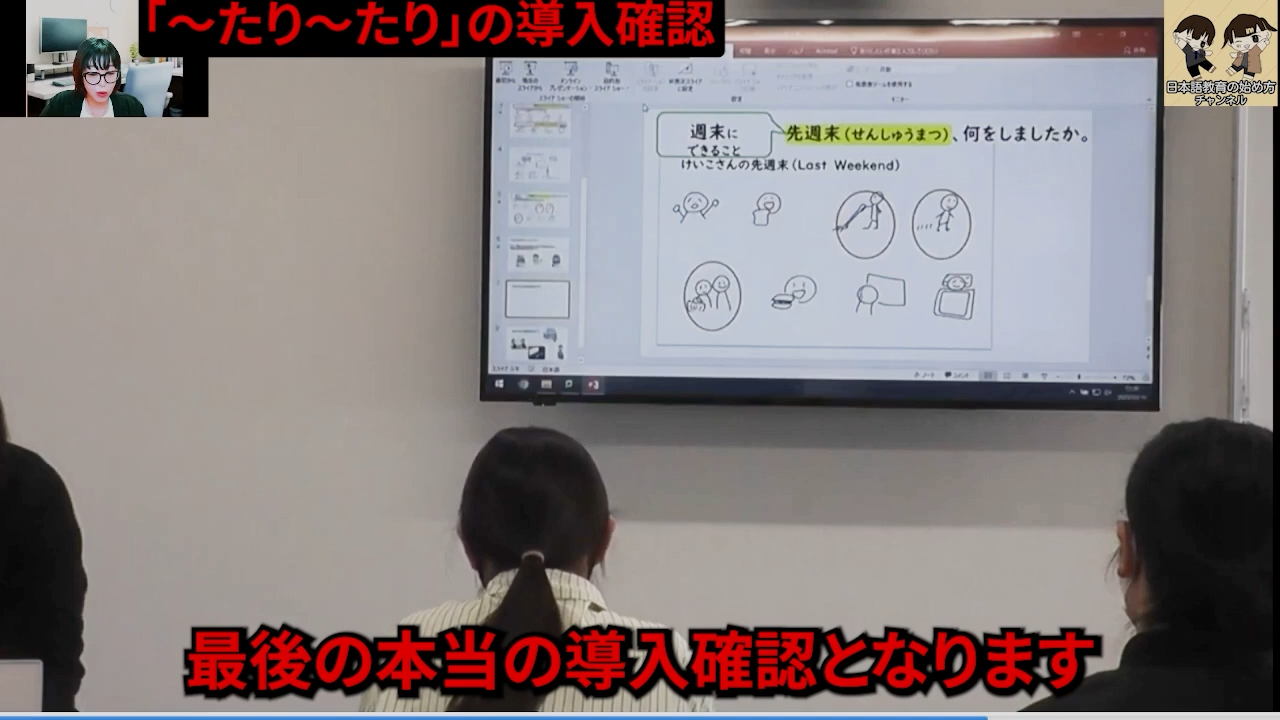 「～たり～たり」の導入確認
日本語教育の始め方
チャンネル
週末に
できること
先週末（せんしゅうまつ）、何をしましたか。
けいこさんの先週末（Last Weekend）
最後の本当の導入確認となります